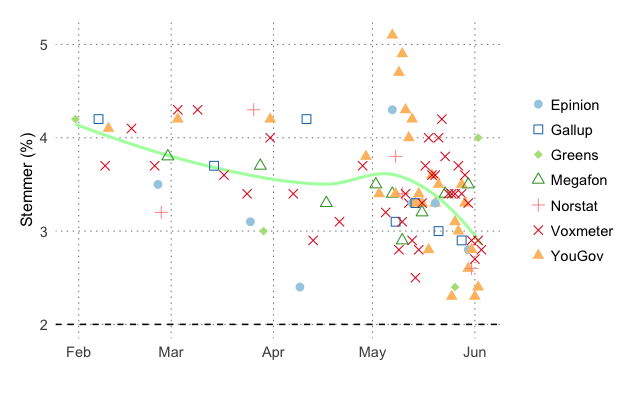 Stemmer (%)
5
4
3
2
Feb
Mar
Apr
May
Jun
Epinion
Gallup
Greens
Megafon
Norstat
Voxmeter
YouGov